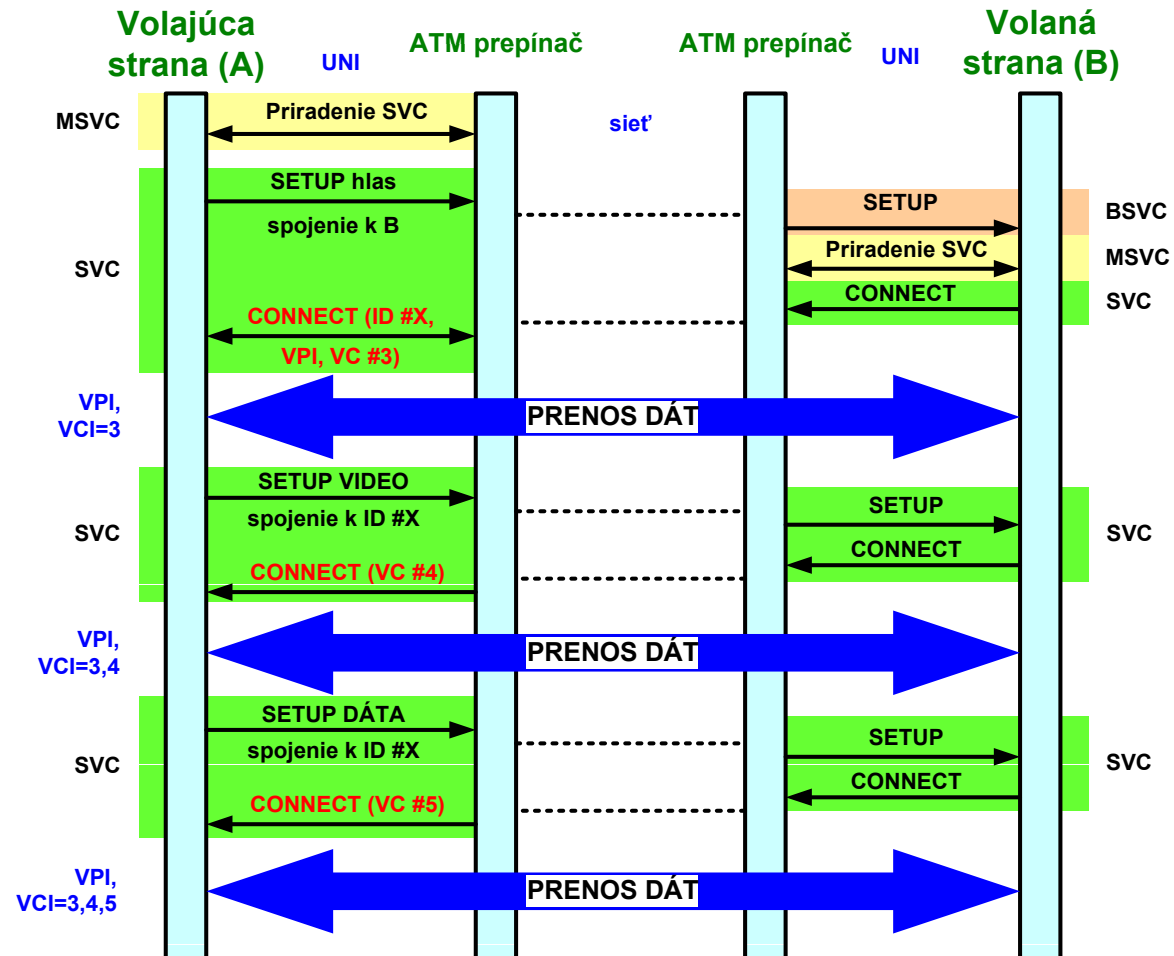 Volajúca
strana (A)
UNI
ATM prepínač
ATM prepínač
UNI
Volaná
strana (B)
MSVC
Priradenie SVC
sieť
SETUP hlas
spojenie k B
SETUP
BSVC
Priradenie SVC
MSVC
SVC
CONNECT
SVC
CONNECT (ID #X,
VPI, VC #3)
VPI,
VCI=3
PRENOS DÁT
SETUP VIDEO
spojenie k ID #X
SETUP
SVC
SVC
CONNECT
CONNECT (VC #4)
VPI,
VCI=3,4
PRENOS DÁT
SETUP DÁTA
spojenie k ID #X
SETUP
SVC
SVC
CONNECT
CONNECT (VC #5)
VPI,
VCI=3,4,5
PRENOS DÁT